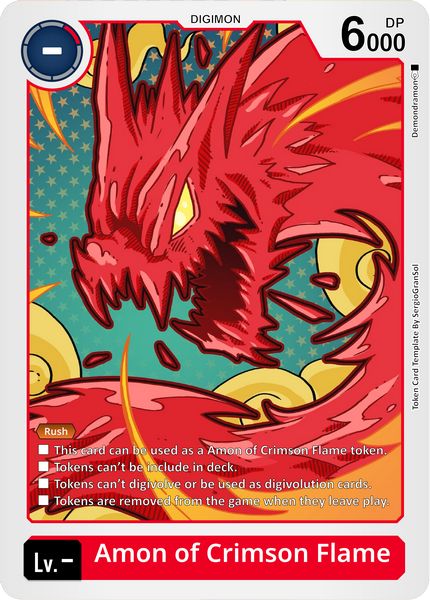 DIGIMON
-
DP
6000
Demondramon
Token Card Template By SergioGranSol
Rush
This card can be used as a Amon of Crimson Flame token.
Tokens can't be include in deck.
Tokens can't digivolve or be used as digivolution cards.
Tokens are removed from the game when they leave play.
Lv.-
Amon of Crimson Flame